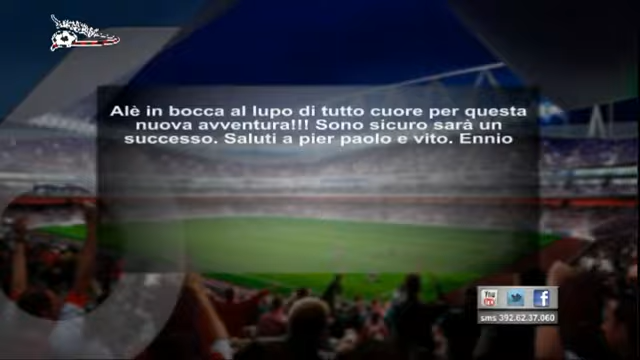 Alè in bocca al lupo di tutto cuore per questa
nuova avventura!!! Sono sicuro sarà un
successo. Saluti a pier paolo e vito. Ennio
You
sms 392.62.37.060